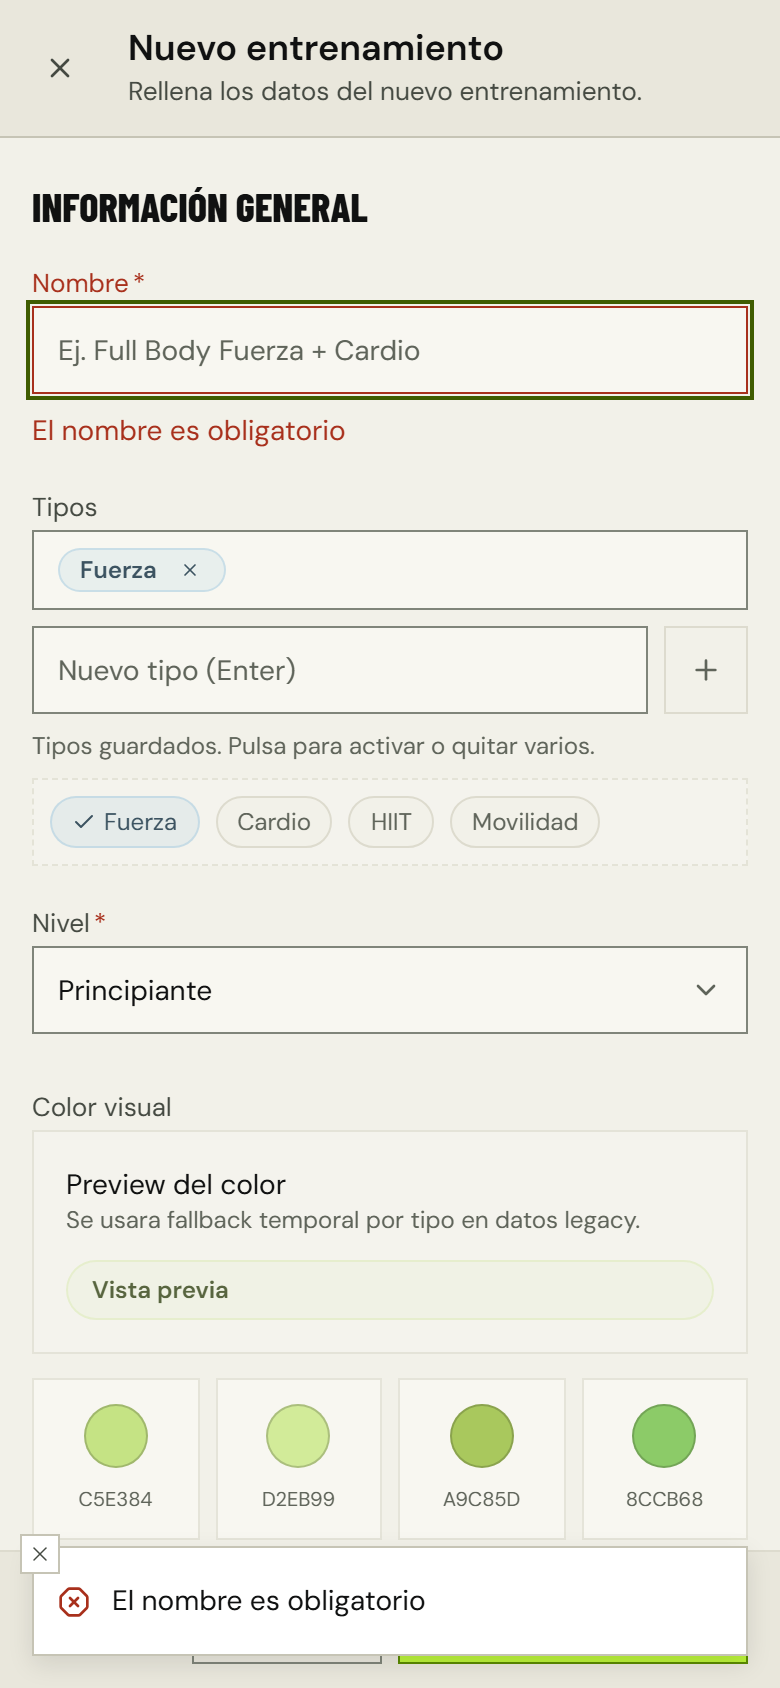 Nuevo entrenamiento
Rellena los datos del nuevo entrenamiento.
INFORMACIÓN GENERAL
Nombre *
Ej. Full Body Fuerza + Cardio
El nombre es obligatorio
Tipos
Fuerza
Nuevo tipo (Enter)
Tipos guardados. Pulsa para activar o quitar varios.
Fuerza Cardio HIIT Movilidad
Nivel *
Principiante
Color visual
Preview del color
Se usara fallback temporal por tipo en datos legacy.
Vista previa
C5E384 D2EB99 A9C85D 8CCB68
El nombre es obligatorio